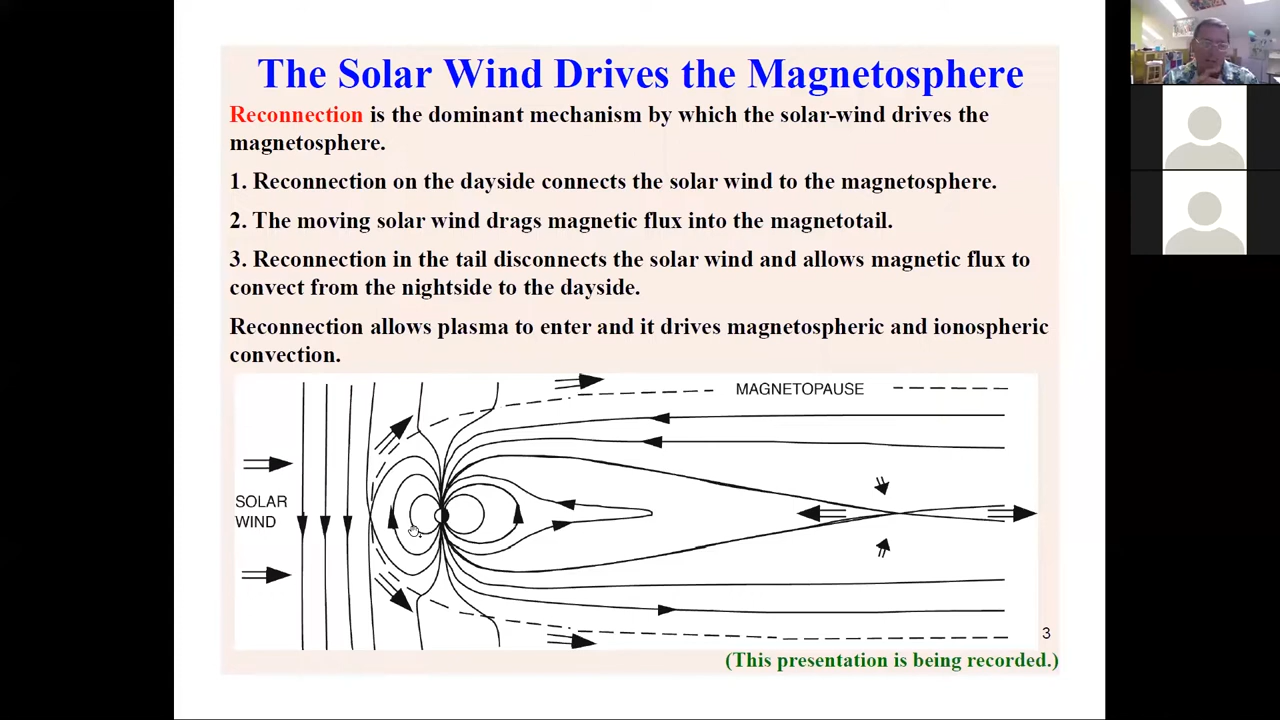 The Solar Wind Drives the Magnetosphere
Reconnection is the dominant mechanism by which the solar-wind drives the
magnetosphere.
1. Reconnection on the dayside connects the solar wind to the magnetosphere.
2. The moving solar wind drags magnetic flux into the magnetotail.
3. Reconnection in the tail disconnects the solar wind and allows magnetic flux to
convect from the nightside to the dayside.
Reconnection allows plasma to enter and it drives magnetospheric and ionospheric
convection.
MAGNETOPAUSE
SOLAR
WIND
3
(This presentation is being recorded.)